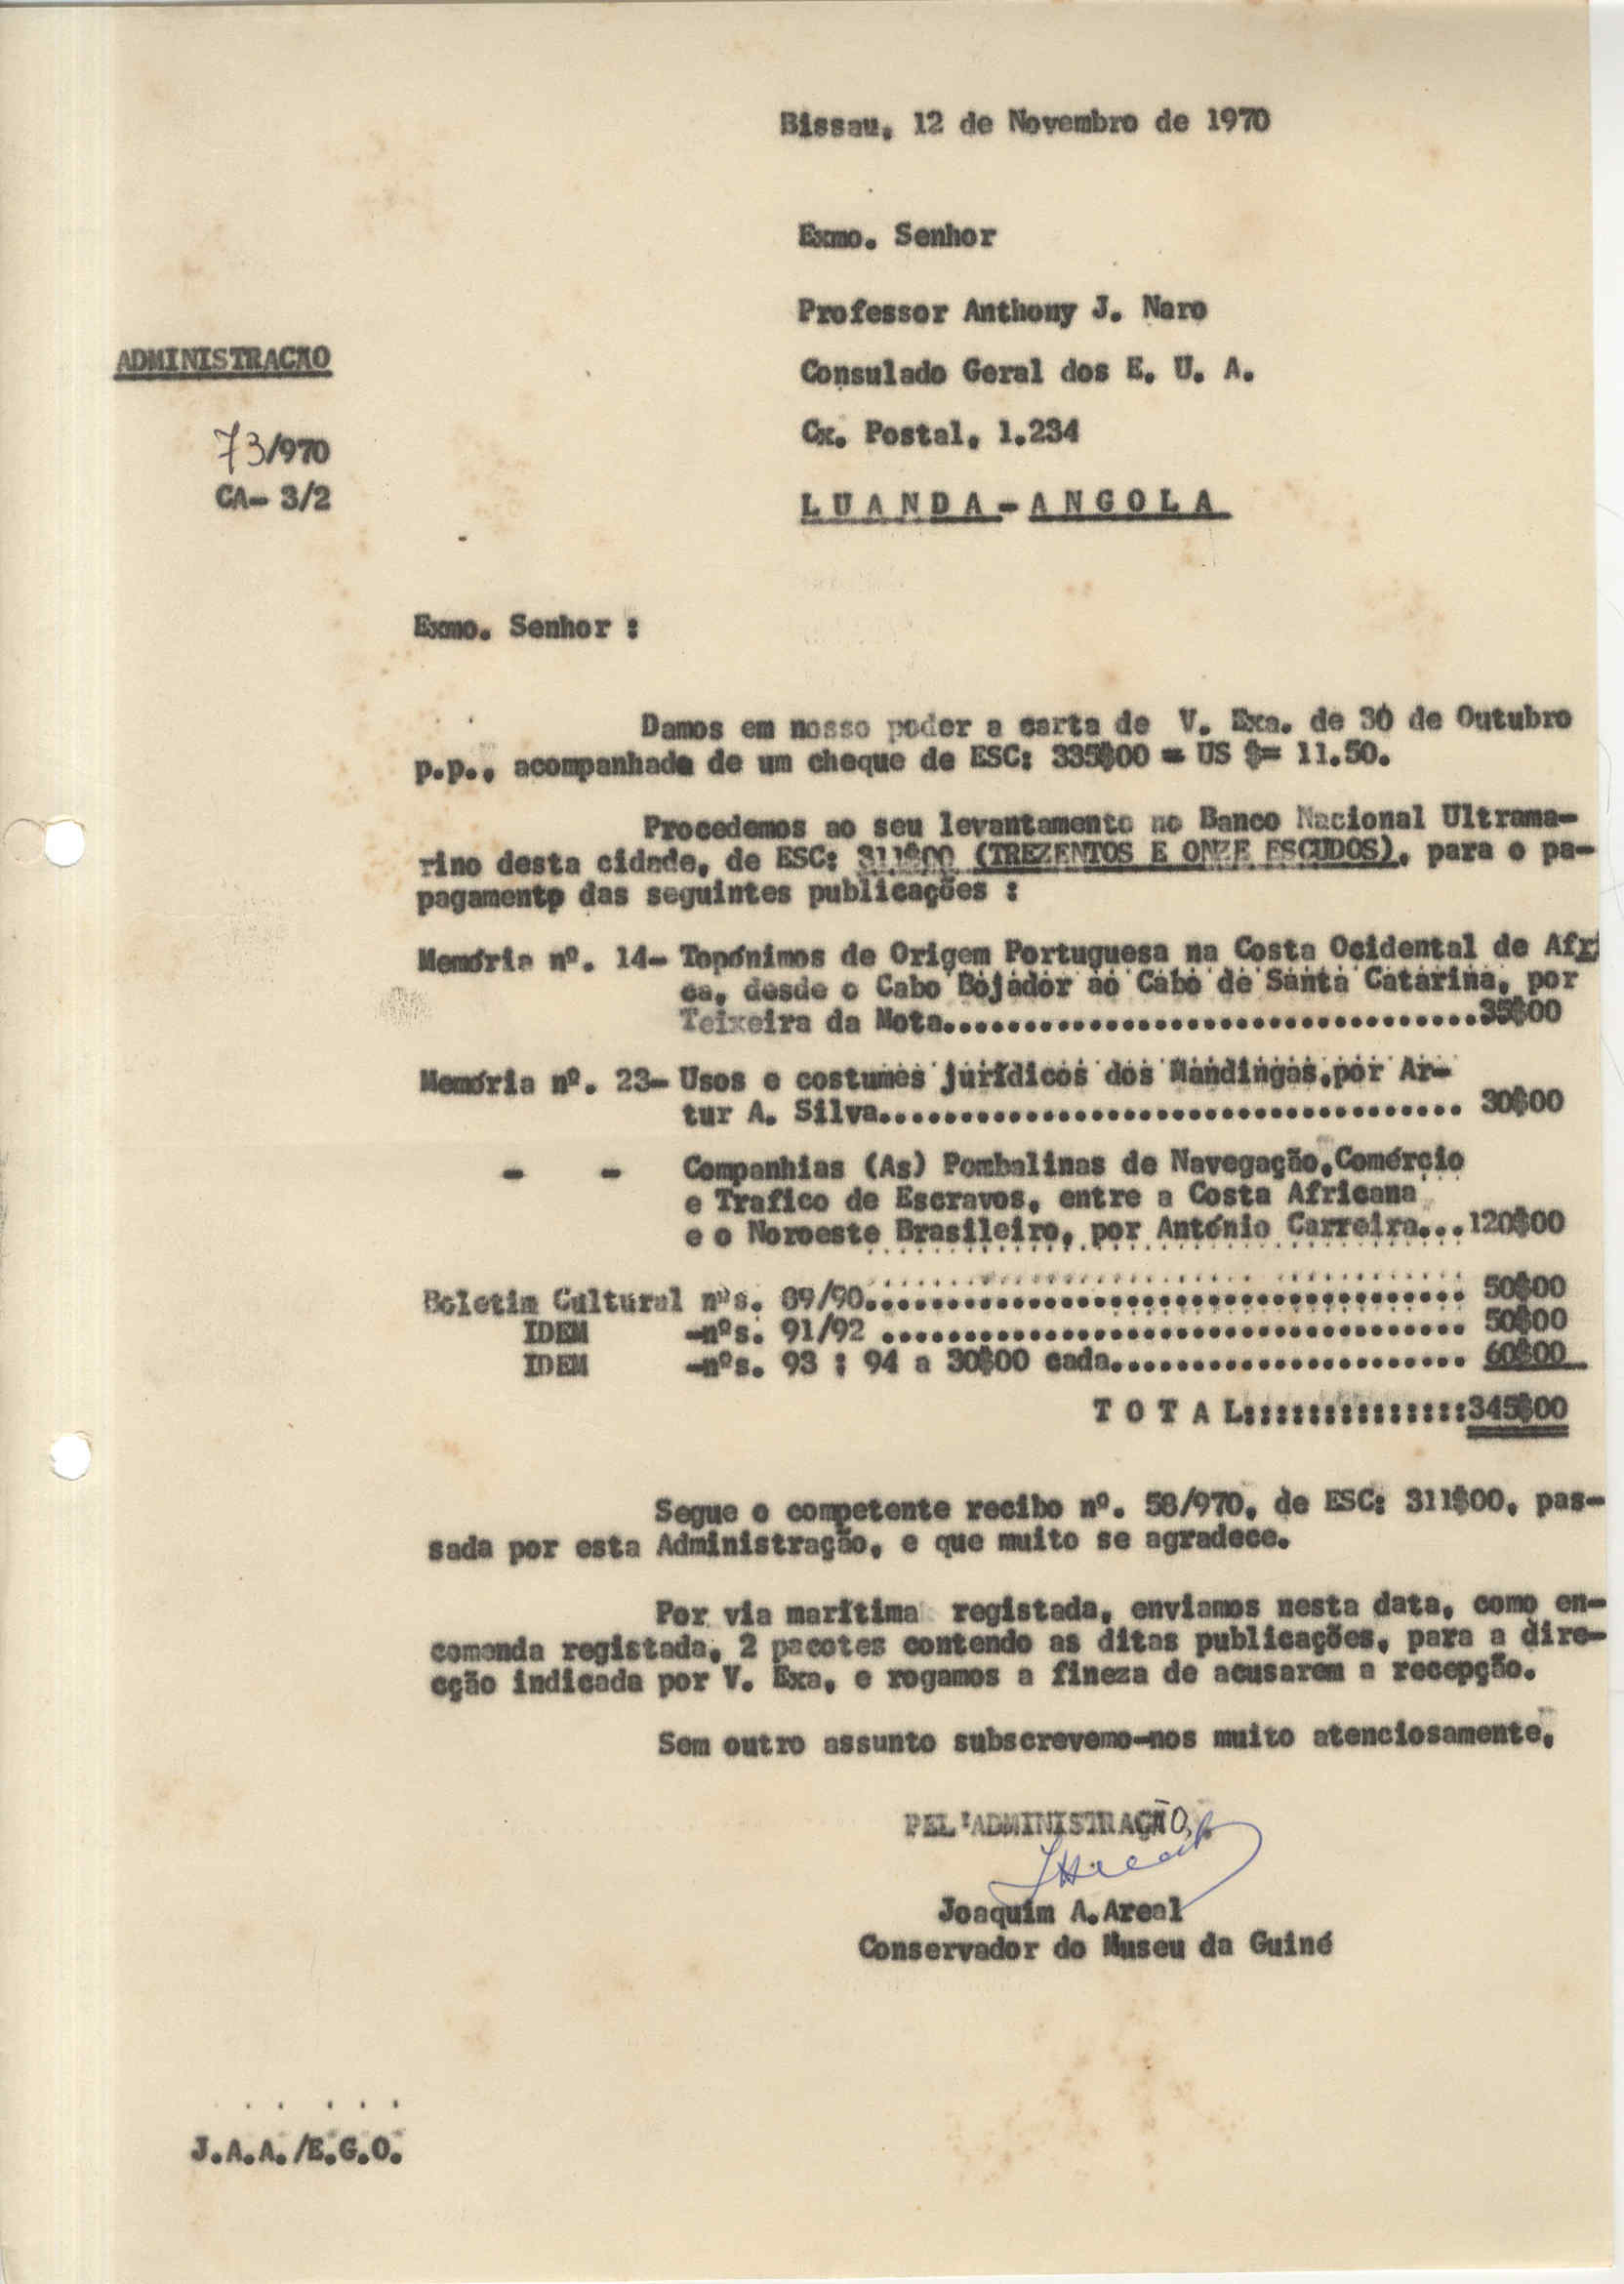 Bissau, 12 de Novembro de 1970
Exmo. Senhor
Professor Anthony J. Naro
ADMINISTRACÃO
Consulado Geral dos E. U. A.
73/970
Cx. Postal, 1.234
CA- 3/2
LUANDA-ANGOLA
Exmo. Senhor :
Damos em nosso poder a carta de V. Exa. de 30 de Outubro
p.p., acompanhada de um cheque de ESC: 335$00 = US $= 11.50.
Procedemos ao seu levantamento no Banco Nacional Ultrama-
rino desta cidade, de ESC: 311$00 (TREZENTOS E ONZE ESCUDOS), para o pa-
pagamento das seguintes publicações :
Memória nº. 14- Topónimos de Origem Portuguesa na Costa Ocidental de Afri
ca, desde o Cabo Bojador ao Cabo de Santa Catarina, por
Teixeira da Mota..................................35$00
Memória nº. 23- Usos e costumes jurídicos dos Mandingas,por Ar-
tur A. Silva..................................... 30$00
- - Companhias (As) Pombalinas de Navegação,Comércio
e Trafico de Escravos, entre a Costa Africana
e o Noroeste Brasileiro, por António Carreira...120$00
Boletim Cultural nºs. 89/90...................................... 50$00
IDEM -nºs. 91/92 ..................................... 50$00
IDEM -nºs. 93 : 94 a 30$00 cada...................... 60$00
T O T A L::::::::::::::345$00
Segue o competente recibo nº. 58/970, de ESC: 311$00, pas-
sada por esta Administração, e que muito se agradece.
Por via marítima registada, enviamos nesta data, como en-
comenda registada, 2 pacotes contendo as ditas publicações, para a dire-
cção indicada por V. Exa, e rogamos a fineza de acusarem a recepção.
Sem outro assunto subscrevemo-nos muito atenciosamente,
PEL'ADMINISTRAÇÃO,
Joaquim A.Areal
Conservador do Museu da Guiné
J.A.A./E.G.O.